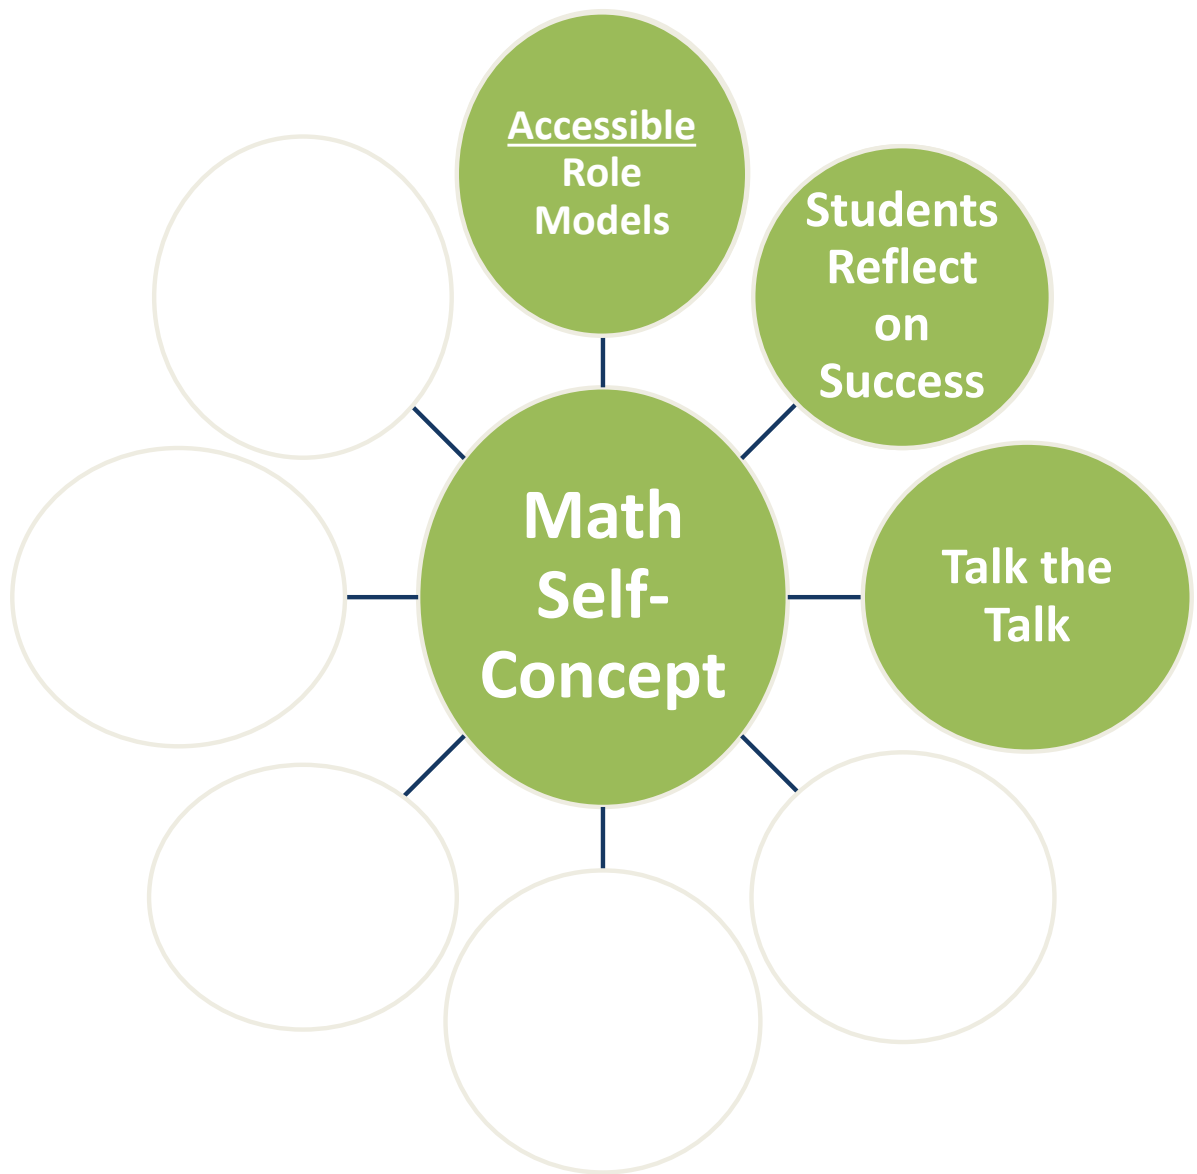 Accessible
Role
Models
Students
Reflect
on
Success
Math
Self-
Concept
Talk the
Talk